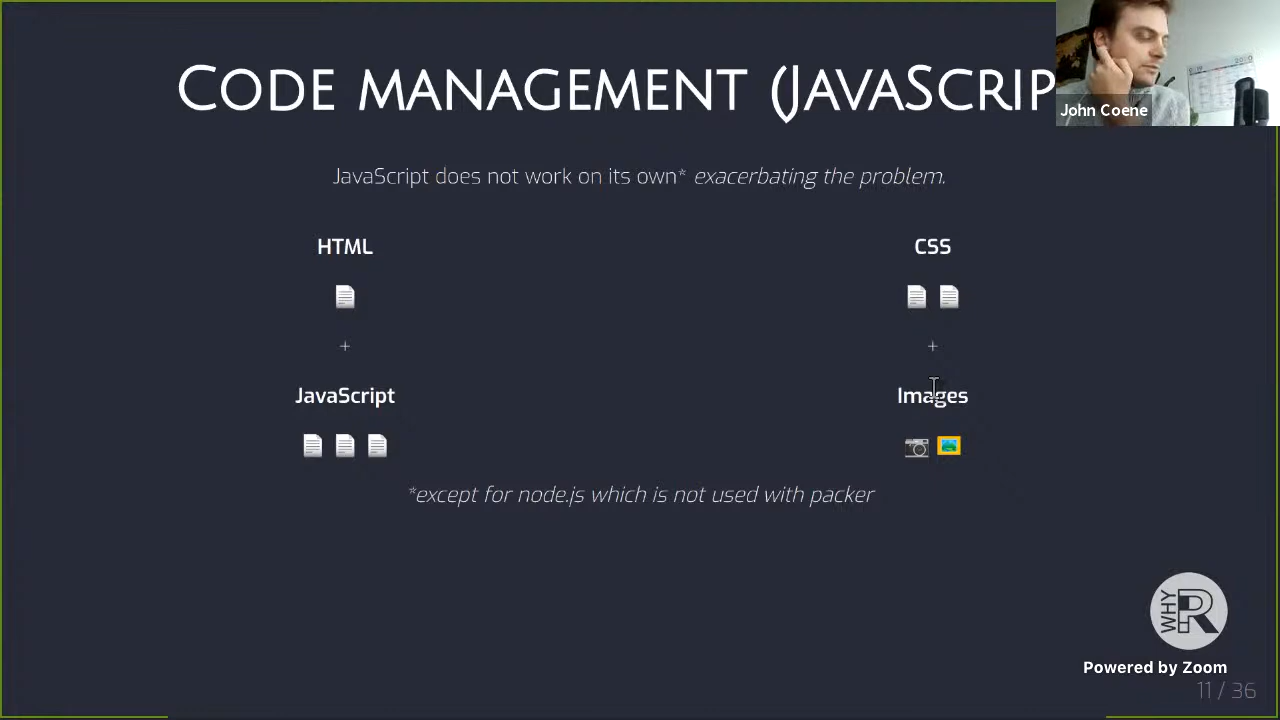 CODE MANAGEMENT (JAVASCRIP
John Coene
JavaScript does not work on its own* exacerbating the problem.
HTML
CSS
+
+
JavaScript
Images
*except for node.js which is not used with packer
WHY R
Powered by Zoom
11 / 36